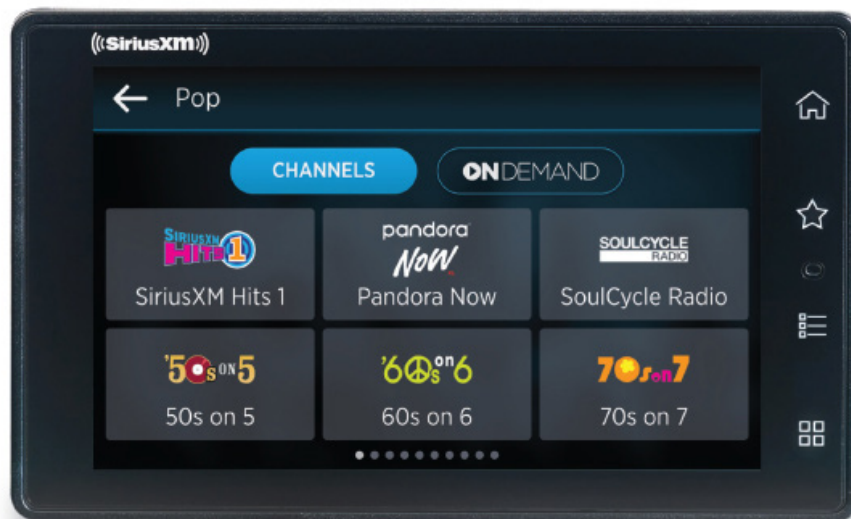 SiriusXM
Pop
CHANNELS
ONDEMAND
SIRIUSXM
HITS 1
SiriusXM Hits 1
pandora
NOW
Pandora Now
SOULCYCLE
RADIO
SoulCycle Radio
'50s ON 5
50s on 5
'60s on 6
60s on 6
70s on 7
70s on 7